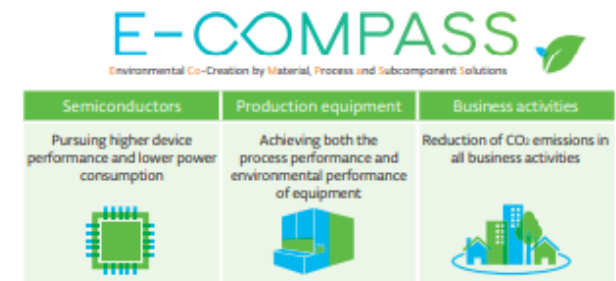 E-COMPASS
Environmental Co-Creation by Material, Process and Subcomponent Solutions
Semiconductors
Pursuing higher device
performance and lower power
consumption
Production equipment
Achieving both the
process performance and
environmental performance
of equipment
Business activities
Reduction of CO₂ emissions in
all business activities